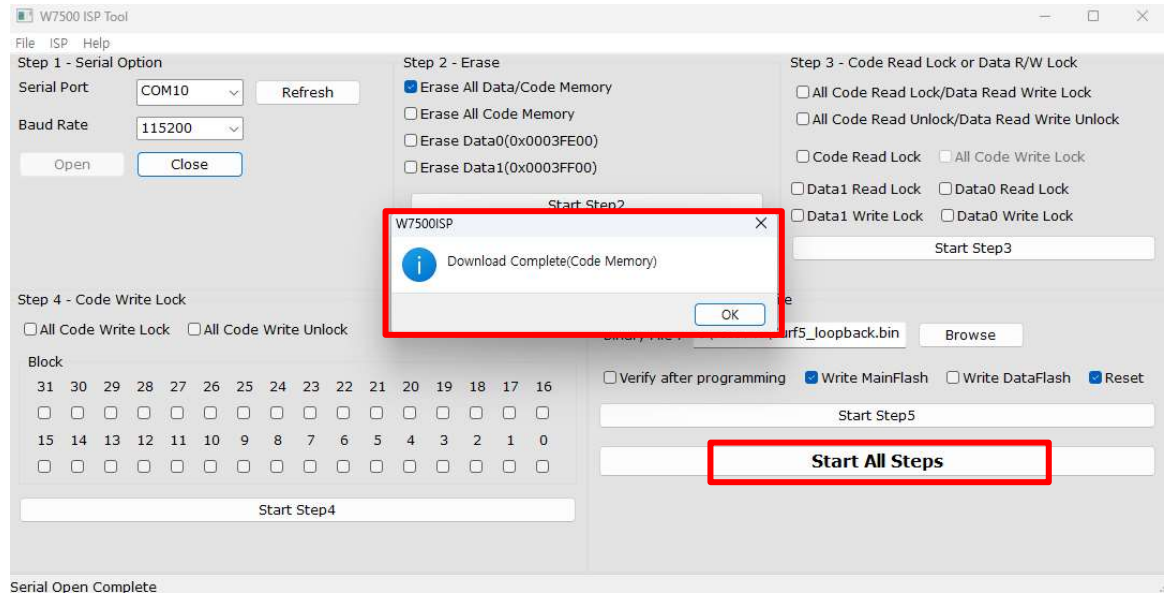 W7500 ISP Tool
File ISP Help
Step 1 - Serial Option
Serial Port COM10 Refresh
Baud Rate 115200
Open Close
Step 2 - Erase
Erase All Data/Code Memory
Erase All Code Memory
Erase Data0(0x0003FE00)
Erase Data1(0x0003FF00)
Start Step2
Step 3 - Code Read Lock or Data R/W Lock
All Code Read Lock/Data Read Write Lock
All Code Read Unlock/Data Read Write Unlock
Code Read Lock All Code Write Lock
Data1 Read Lock Data0 Read Lock
Data1 Write Lock Data0 Write Lock
Start Step3
W7500ISP
Download Complete(Code Memory)
OK
Step 4 - Code Write Lock
All Code Write Lock All Code Write Unlock
Block
31 30 29 28 27 26 25 24 23 22 21 20 19 18 17 16
15 14 13 12 11 10 9 8 7 6 5 4 3 2 1 0
Start Step4
urf5_loopback.bin Browse
Verify after programming Write MainFlash Write DataFlash Reset
Start Step5
Start All Steps
Serial Open Complete